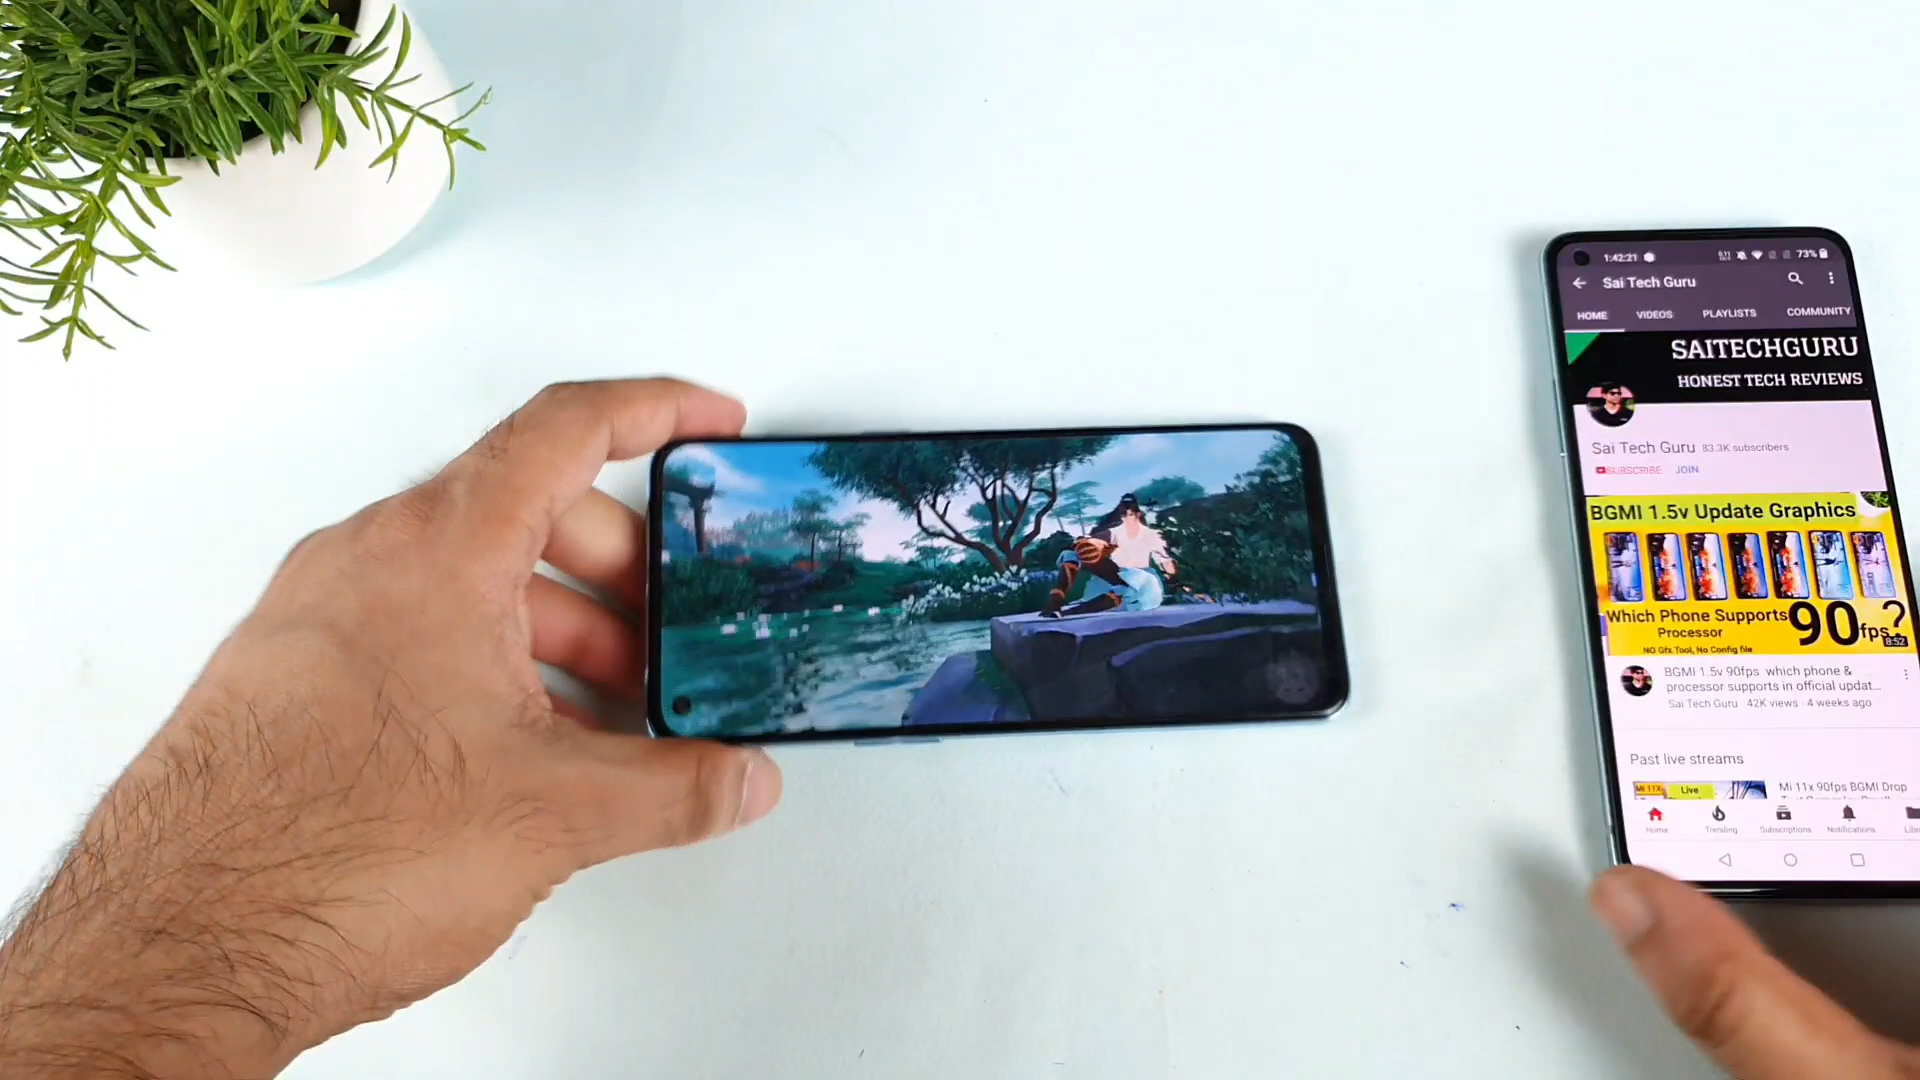 1:42:21 73%
Sai Tech Guru
HOME VIDEOS PLAYLISTS COMMUNITY
SAITECHGURU
HONEST TECH REVIEWS
Sai Tech Guru 83.3K subscribers
SUBSCRIBE JOIN
BGMI 1.5v Update Graphics
Which Phone Supports 90fps ?
Processor
NO Gfx Tool, No Config file
8:52
BGMI 1.5v 90fps which phone &
processor supports in official updat...
Sai Tech Guru · 42K views · 4 weeks ago
Past live streams
Mi 11X Live
Mi 11x 90fps BGMI Drop
Home Trending Subscriptions Notifications